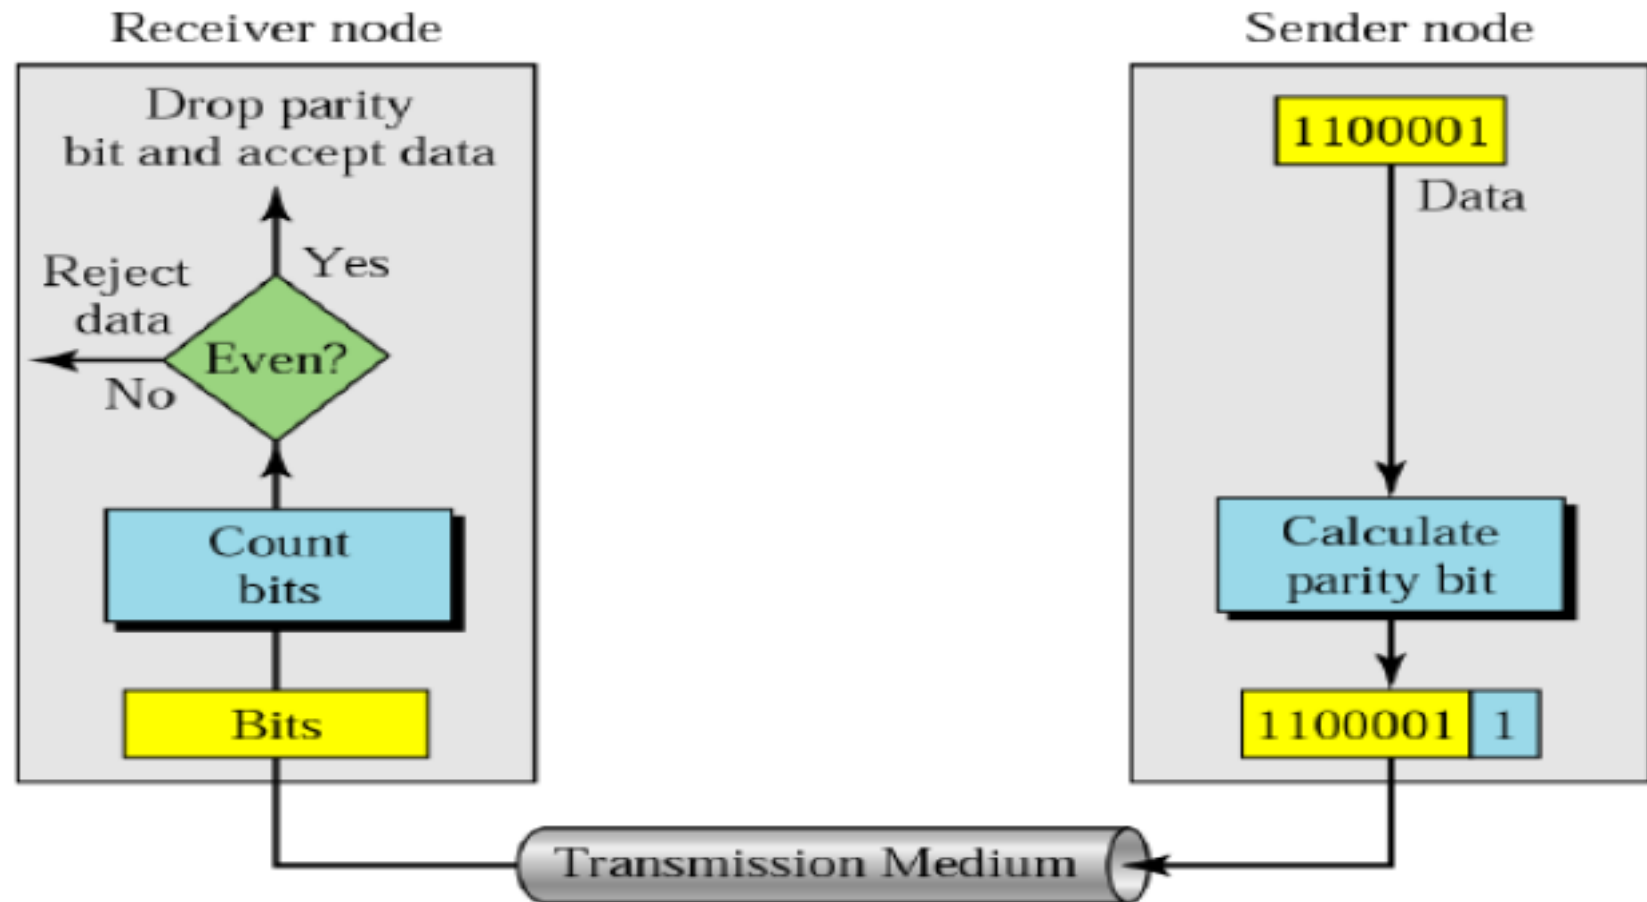 Receiver node
Drop parity
bit and accept data
Yes
Reject
data
Even?
No
Count
bits
Bits
Sender node
1100001
Data
Calculate
parity bit
1100001 1
Transmission Medium